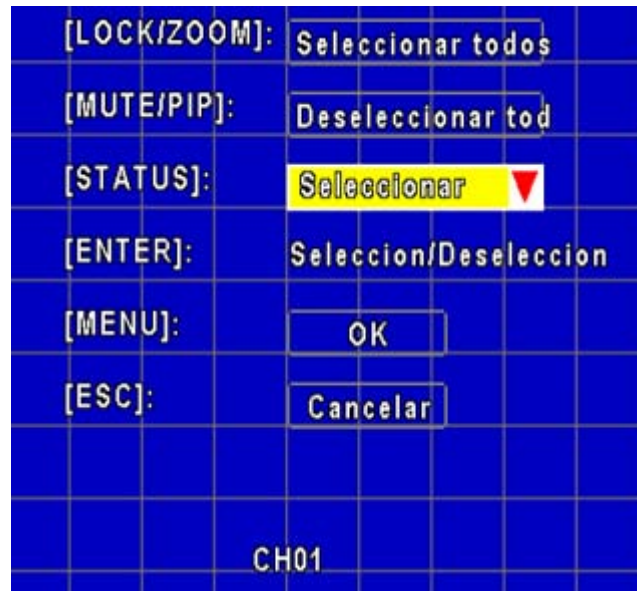 [LOCK/ZOOM]: Seleccionar todos
[MUTE/PIP]: Deseleccionar tod
[STATUS]: Seleccionar
[ENTER]: Seleccion/Deseleccion
[MENU]: OK
[ESC]: Cancelar
CH01